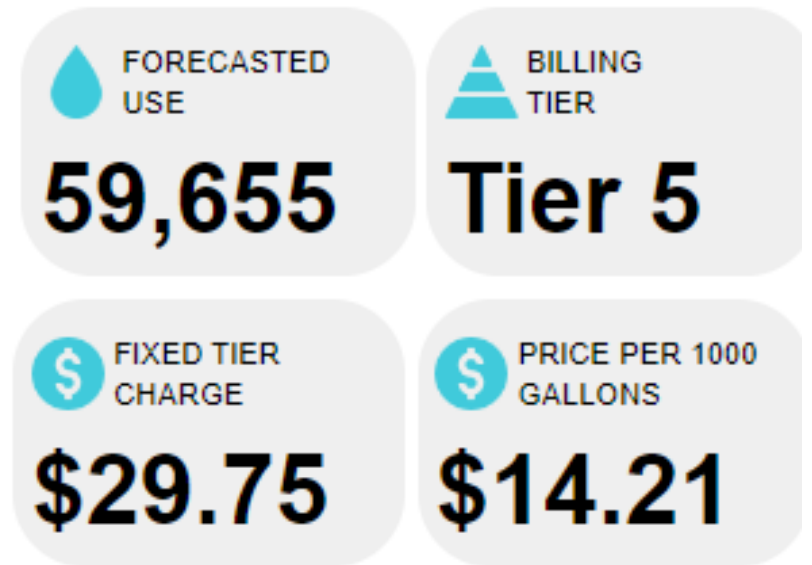 FORECASTED
USE
59,655
BILLING
TIER
Tier 5
$
FIXED TIER
CHARGE
$29.75
$
PRICE PER 1000
GALLONS
$14.21